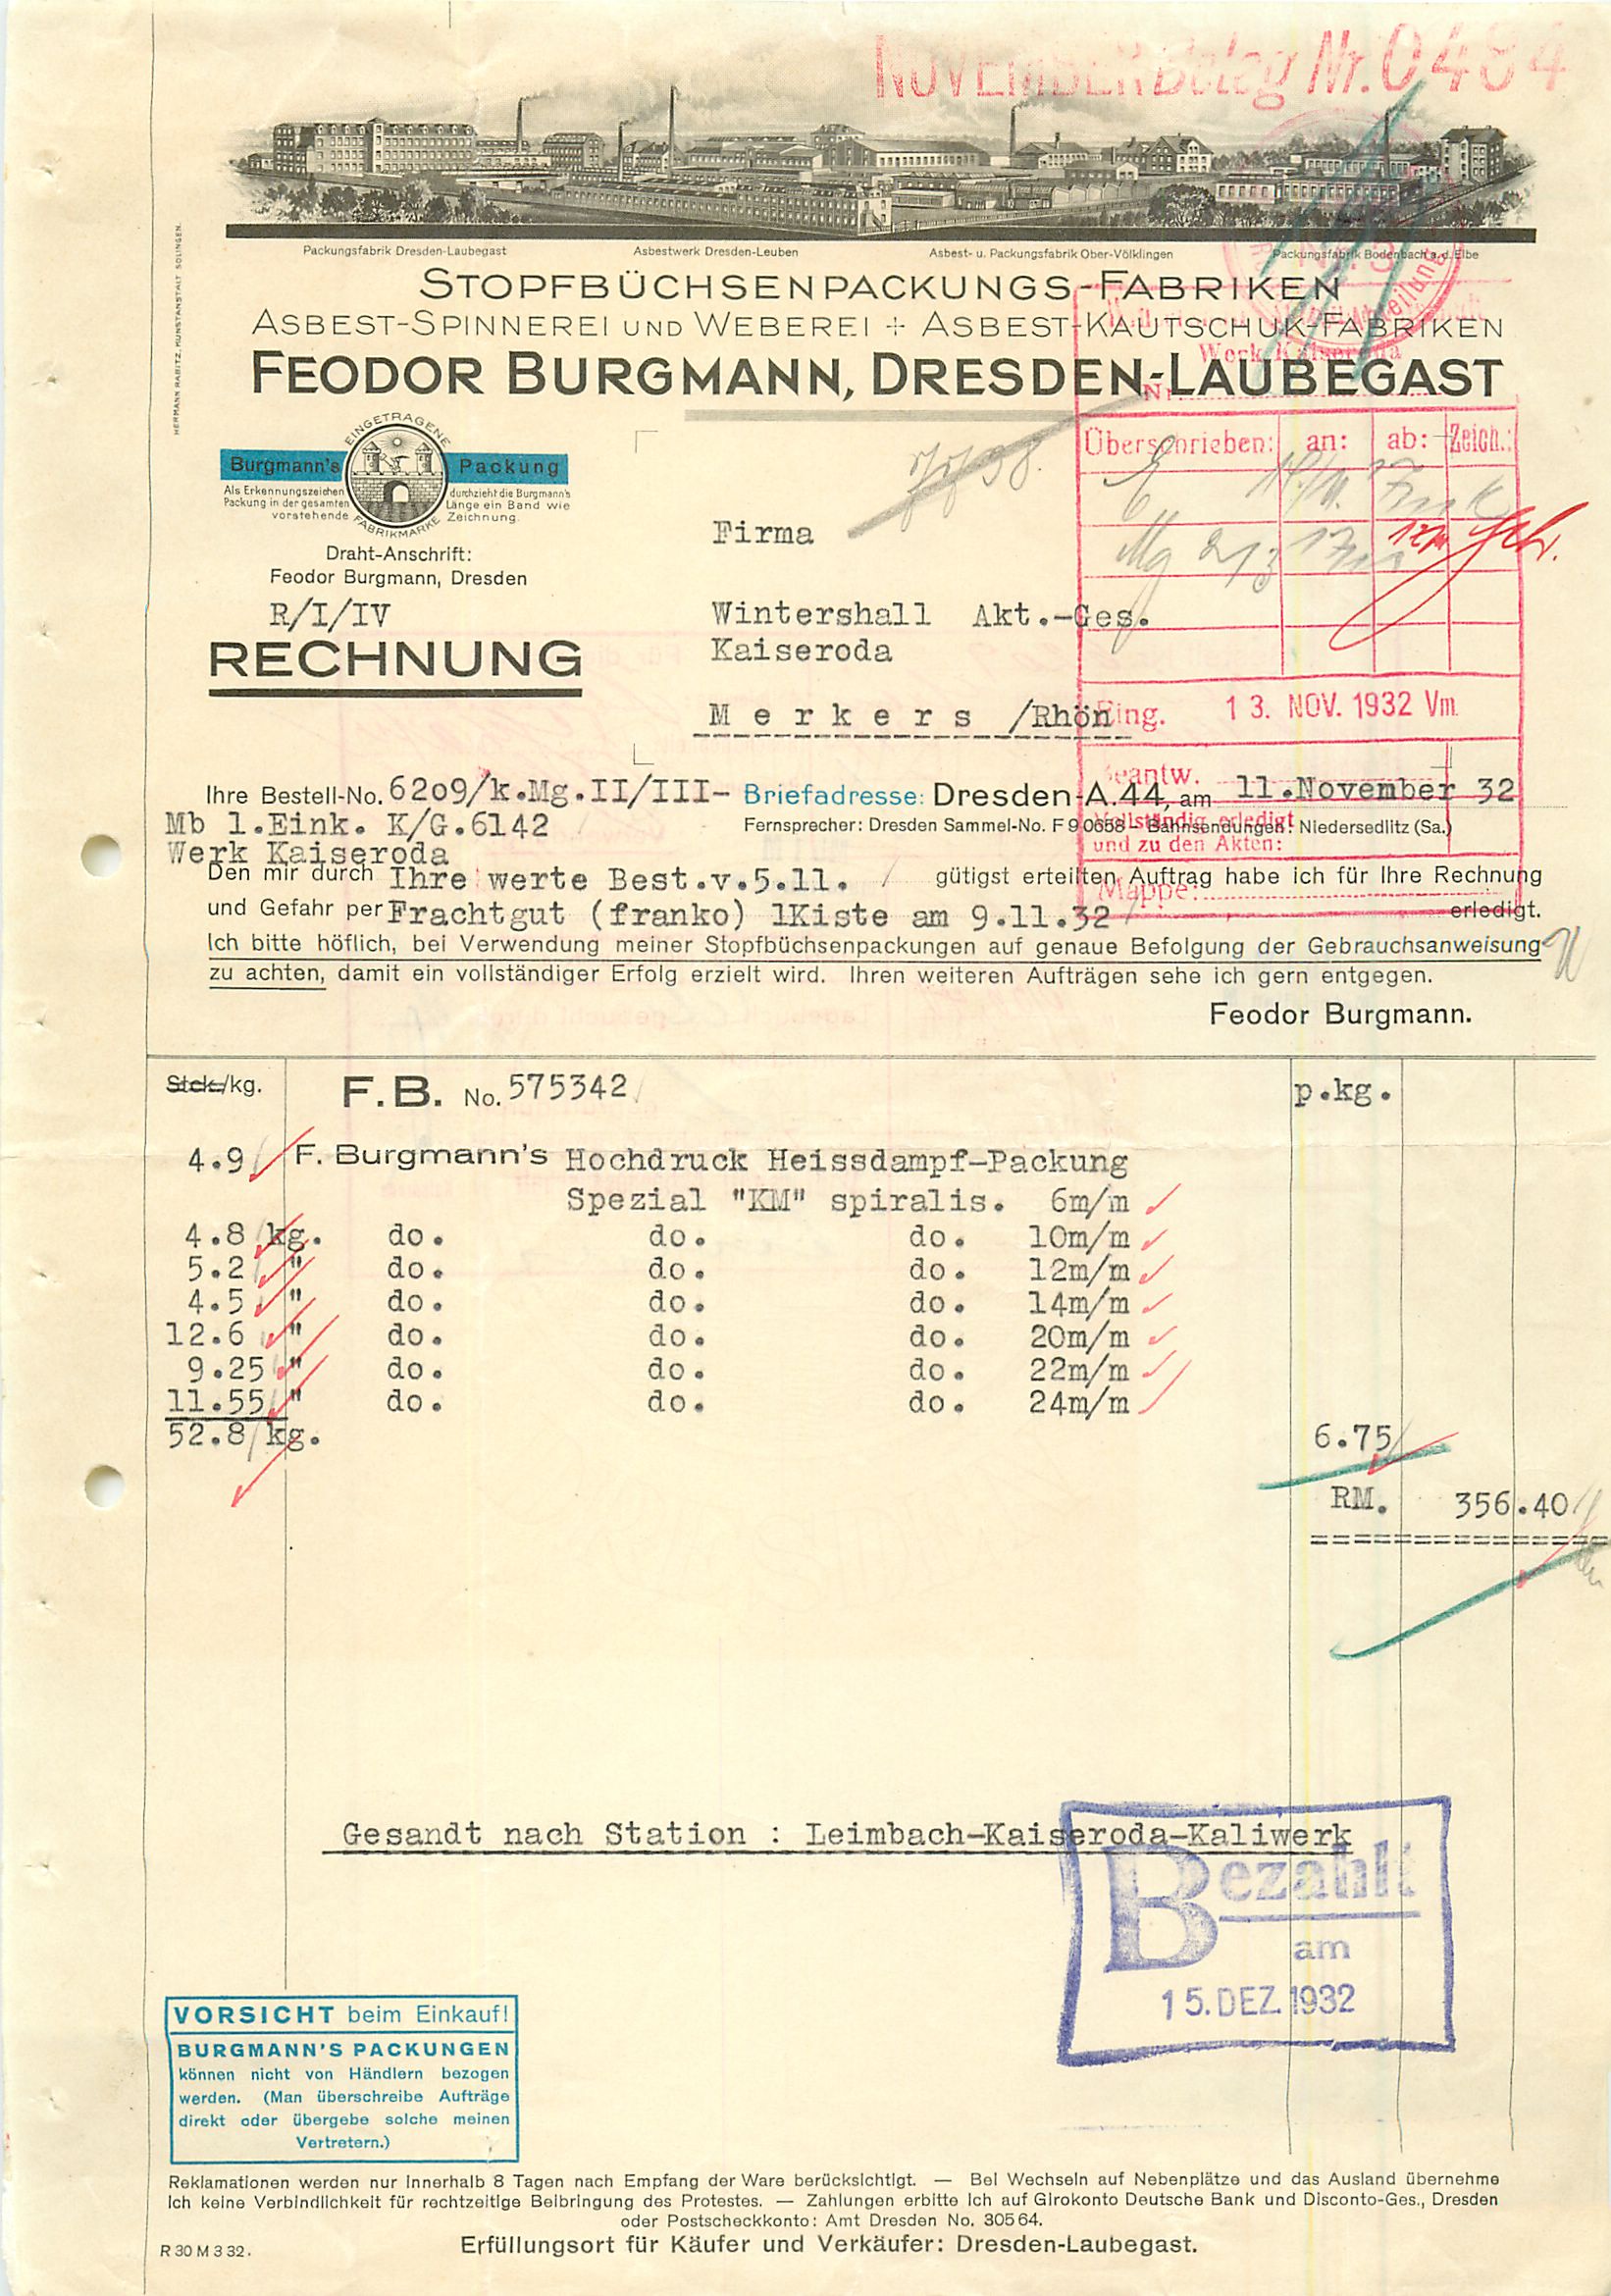 NOVEMBER Beleg Nr. 0484
HERMANN RABITZ, KUNSTANSTALT SOLINGEN.
Packungsfabrik Dresden-Laubegast Asbestwerk Dresden-Leuben Asbest- u. Packungsfabrik Ober-Völklingen Packungsfabrik Bodenbach a. d. Elbe
STOPFBÜCHSENPACKUNGS-FABRIKEN
ASBEST-SPINNEREI UND WEBEREI + ASBEST-KAUTSCHUK-FABRIKEN
Werk Kaiseroda
FEODOR BURGMANN, DRESDEN-LAUBEGAST
Nr.
EINGETRAGENE
Burgmann's Packung
Als Erkennungszeichen durchzieht die Burgmann's
Packung in der gesamten Länge ein Band wie
vorstehende Zeichnung.
FABRIKMARKE
Überschrieben: an: ab: Zeich.:
Draht-Anschrift:
Feodor Burgmann, Dresden
R/I/IV
RECHNUNG
Firma
Wintershall Akt.-Ges.
Kaiseroda
Merkers /Rhön
Eing. 13. NOV. 1932 Vm.
Beantw.
Vollständig erledigt
und zu den Akten:
Mappe:
Ihre Bestell-No. 6209/k.Mg.II/III- Briefadresse: Dresden-A.44, am 11.November 32
Mb 1.Eink. K/G.6142 Fernsprecher: Dresden Sammel-No. F 90658 – Bahnsendungen: Niedersedlitz (Sa.)
Werk Kaiseroda
Den mir durch Ihre werte Best.v.5.11. gütigst erteilten Auftrag habe ich für Ihre Rechnung
und Gefahr per Frachtgut (franko) 1Kiste am 9.11.32 erledigt.
Ich bitte höflich, bei Verwendung meiner Stopfbüchsenpackungen auf genaue Befolgung der Gebrauchsanweisung
zu achten, damit ein vollständiger Erfolg erzielt wird. Ihren weiteren Aufträgen sehe ich gern entgegen.
Feodor Burgmann.
Stck./kg. F.B. No. 575342 p.kg.
4.9 F. Burgmann's Hochdruck Heissdampf-Packung
Spezial "KM" spiralis. 6m/m
4.8 kg. do. do. do. 10m/m
5.2 " do. do. do. 12m/m
4.5 " do. do. do. 14m/m
12.6 " do. do. do. 20m/m
9.25 " do. do. do. 22m/m
11.55 " do. do. do. 24m/m
52.8 kg. 6.75
RM. 356.40
Gesandt nach Station : Leimbach-Kaiseroda-Kaliwerk
Bezahlt
am
15. DEZ. 1932
VORSICHT beim Einkauf!
BURGMANN'S PACKUNGEN
können nicht von Händlern bezogen
werden. (Man überschreibe Aufträge
direkt oder übergebe solche meinen
Vertretern.)
Reklamationen werden nur innerhalb 8 Tagen nach Empfang der Ware berücksichtigt. — Bei Wechseln auf Nebenplätze und das Ausland übernehme
ich keine Verbindlichkeit für rechtzeitige Beibringung des Protestes. — Zahlungen erbitte ich auf Girokonto Deutsche Bank und Disconto-Ges., Dresden
oder Postscheckkonto: Amt Dresden No. 30564.
R 30 M 3 32. Erfüllungsort für Käufer und Verkäufer: Dresden-Laubegast.